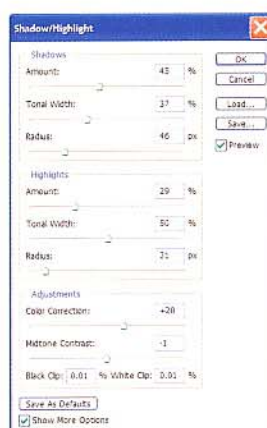 Shadow/Highlight
Shadows
Amount: 45 %
Tonal Width: 37 %
Radius: 46 px
Highlights
Amount: 29 %
Tonal Width: 50 %
Radius: 31 px
Adjustments
Color Correction: +20
Midtone Contrast: -1
Black Clip: 0.01 % White Clip: 0.01 %
Save As Defaults
Show More Options
OK
Cancel
Load...
Save...
Preview